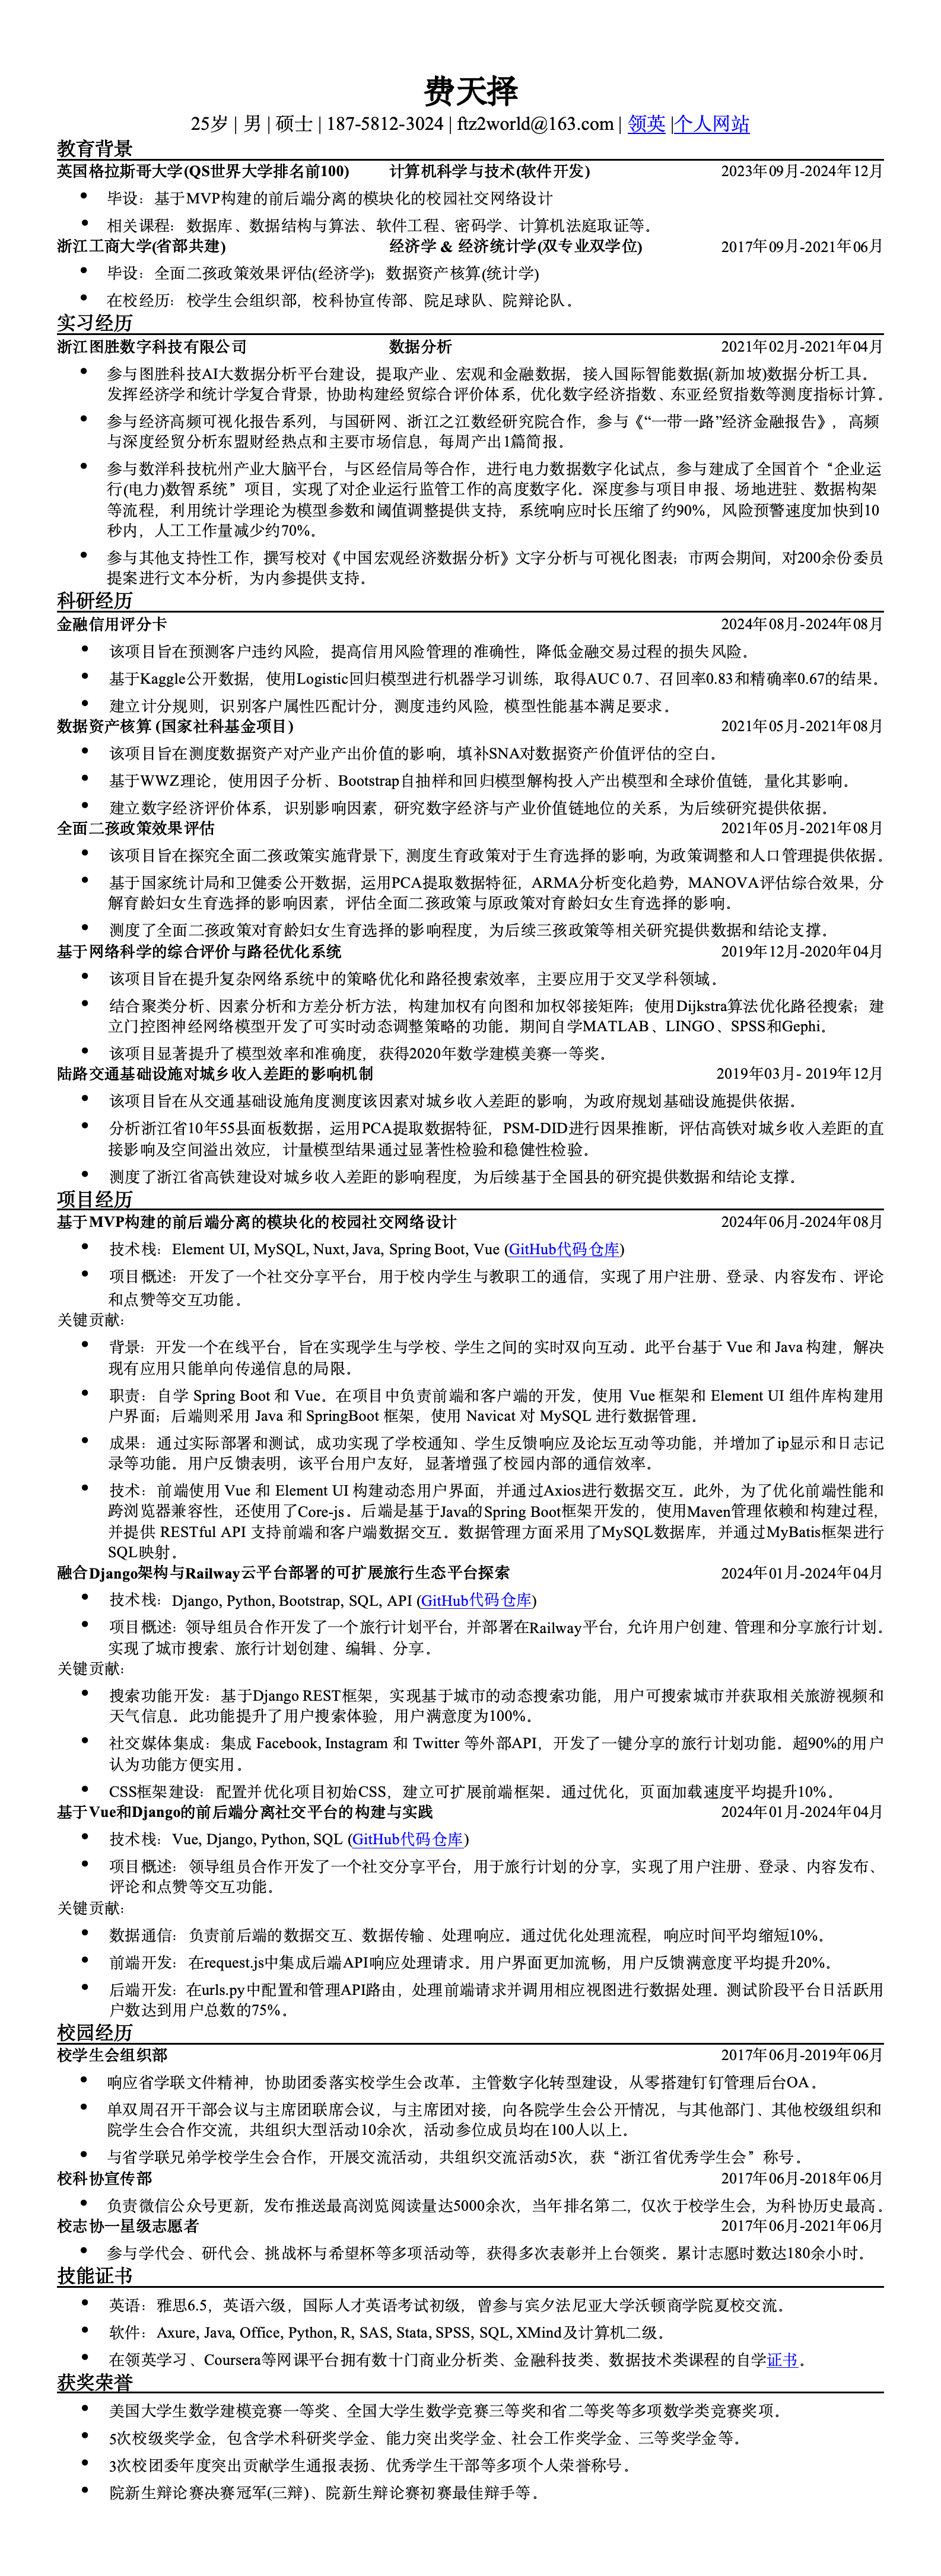 费天择
25岁 | 男 | 硕士 | 187-5812-3024 | ftz2world@163.com | 领英 |个人网站
教育背景
英国格拉斯哥大学(QS世界大学排名前100) 计算机科学与技术(软件开发) 2023年09月-2024年12月
• 毕设：基于MVP构建的前后端分离的模块化的校园社交网络设计
• 相关课程：数据库、数据结构与算法、软件工程、密码学、计算机法庭取证等。
浙江工商大学(省部共建) 经济学 & 经济统计学(双专业双学位) 2017年09月-2021年06月
• 毕设：全面二孩政策效果评估(经济学)；数据资产核算(统计学)
• 在校经历：校学生会组织部，校科协宣传部、院足球队、院辩论队。
实习经历
浙江图胜数字科技有限公司 数据分析 2021年02月-2021年04月
• 参与图胜科技AI大数据分析平台建设，提取产业、宏观和金融数据，接入国际智能数据(新加坡)数据分析工具。
发挥经济学和统计学复合背景，协助构建经贸综合评价体系，优化数字经济指数、东亚经贸指数等测度指标计算。
• 参与经济高频可视化报告系列，与国研网、浙江之江数经研究院合作，参与《“一带一路”经济金融报告》，高频
与深度经贸分析东盟财经热点和主要市场信息，每周产出1篇简报。
• 参与数洋科技杭州产业大脑平台，与区经信局等合作，进行电力数据数字化试点，参与建成了全国首个“企业运
行(电力)数智系统”项目，实现了对企业运行监管工作的高度数字化。深度参与项目申报、场地进驻、数据构架
等流程，利用统计学理论为模型参数和阈值调整提供支持，系统响应时长压缩了约90%，风险预警速度加快到10
秒内，人工工作量减少约70%。
• 参与其他支持性工作，撰写校对《中国宏观经济数据分析》文字分析与可视化图表；市两会期间，对200余份委员
提案进行文本分析，为内参提供支持。
科研经历
金融信用评分卡 2024年08月-2024年08月
• 该项目旨在预测客户违约风险，提高信用风险管理的准确性，降低金融交易过程的损失风险。
• 基于Kaggle公开数据，使用Logistic回归模型进行机器学习训练，取得AUC 0.7、召回率0.83和精确率0.67的结果。
• 建立计分规则，识别客户属性匹配计分，测度违约风险，模型性能基本满足要求。
数据资产核算 (国家社科基金项目) 2021年05月-2021年08月
• 该项目旨在测度数据资产对产业产出价值的影响，填补SNA对数据资产价值评估的空白。
• 基于WWZ理论，使用因子分析、Bootstrap自抽样和回归模型解构投入产出模型和全球价值链，量化其影响。
• 建立数字经济评价体系，识别影响因素，研究数字经济与产业价值链地位的关系，为后续研究提供依据。
全面二孩政策效果评估 2021年05月-2021年08月
• 该项目旨在探究全面二孩政策实施背景下，测度生育政策对于生育选择的影响，为政策调整和人口管理提供依据。
• 基于国家统计局和卫健委公开数据，运用PCA提取数据特征，ARMA分析变化趋势，MANOVA评估综合效果，分
解育龄妇女生育选择的影响因素，评估全面二孩政策与原政策对育龄妇女生育选择的影响。
• 测度了全面二孩政策对育龄妇女生育选择的影响程度，为后续三孩政策等相关研究提供数据和结论支撑。
基于网络科学的综合评价与路径优化系统 2019年12月-2020年04月
• 该项目旨在提升复杂网络系统中的策略优化和路径搜索效率，主要应用于交叉学科领域。
• 结合聚类分析、因素分析和方差分析方法，构建加权有向图和加权邻接矩阵；使用Dijkstra算法优化路径搜索；建
立门控图神经网络模型开发了可实时动态调整策略的功能。期间自学MATLAB、LINGO、SPSS和Gephi。
• 该项目显著提升了模型效率和准确度，获得2020年数学建模美赛一等奖。
陆路交通基础设施对城乡收入差距的影响机制 2019年03月- 2019年12月
• 该项目旨在从交通基础设施角度测度该因素对城乡收入差距的影响，为政府规划基础设施提供依据。
• 分析浙江省10年55县面板数据，运用PCA提取数据特征，PSM-DID进行因果推断，评估高铁对城乡收入差距的直
接影响及空间溢出效应，计量模型结果通过显著性检验和稳健性检验。
• 测度了浙江省高铁建设对城乡收入差距的影响程度，为后续基于全国县的研究提供数据和结论支撑。
项目经历
基于MVP构建的前后端分离的模块化的校园社交网络设计 2024年06月-2024年08月
• 技术栈：Element UI, MySQL, Nuxt, Java, Spring Boot, Vue (GitHub代码仓库)
• 项目概述：开发了一个社交分享平台，用于校内学生与教职工的通信，实现了用户注册、登录、内容发布、评论
和点赞等交互功能。
关键贡献：
• 背景：开发一个在线平台，旨在实现学生与学校、学生之间的实时双向互动。此平台基于 Vue 和 Java 构建，解决
现有应用只能单向传递信息的局限。
• 职责：自学 Spring Boot 和 Vue。在项目中负责前端和客户端的开发，使用 Vue 框架和 Element UI 组件库构建用
户界面；后端则采用 Java 和 SpringBoot 框架，使用 Navicat 对 MySQL 进行数据管理。
• 成果：通过实际部署和测试，成功实现了学校通知、学生反馈响应及论坛互动等功能，并增加了ip显示和日志记
录等功能。用户反馈表明，该平台用户友好，显著增强了校园内部的通信效率。
• 技术：前端使用 Vue 和 Element UI 构建动态用户界面，并通过Axios进行数据交互。此外，为了优化前端性能和
跨浏览器兼容性，还使用了Core-js。后端是基于Java的Spring Boot框架开发的，使用Maven管理依赖和构建过程，
并提供 RESTful API 支持前端和客户端数据交互。数据管理方面采用了MySQL数据库，并通过MyBatis框架进行
SQL映射。
融合Django架构与Railway云平台部署的可扩展旅行生态平台探索 2024年01月-2024年04月
• 技术栈：Django, Python, Bootstrap, SQL, API (GitHub代码仓库)
• 项目概述：领导组员合作开发了一个旅行计划平台，并部署在Railway平台，允许用户创建、管理和分享旅行计划。
实现了城市搜索、旅行计划创建、编辑、分享。
关键贡献：
• 搜索功能开发：基于Django REST框架，实现基于城市的动态搜索功能，用户可搜索城市并获取相关旅游视频和
天气信息。此功能提升了用户搜索体验，用户满意度为100%。
• 社交媒体集成：集成 Facebook, Instagram 和 Twitter 等外部API，开发了一键分享的旅行计划功能。超90%的用户
认为功能方便实用。
• CSS框架建设：配置并优化项目初始CSS，建立可扩展前端框架。通过优化，页面加载速度平均提升10%。
基于Vue和Django的前后端分离社交平台的构建与实践 2024年01月-2024年04月
• 技术栈：Vue, Django, Python, SQL (GitHub代码仓库)
• 项目概述：领导组员合作开发了一个社交分享平台，用于旅行计划的分享，实现了用户注册、登录、内容发布、
评论和点赞等交互功能。
关键贡献：
• 数据通信：负责前后端的数据交互、数据传输、处理响应。通过优化处理流程，响应时间平均缩短10%。
• 前端开发：在request.js中集成后端API响应处理请求。用户界面更加流畅，用户反馈满意度平均提升20%。
• 后端开发：在urls.py中配置和管理API路由，处理前端请求并调用相应视图进行数据处理。测试阶段平台日活跃用
户数达到用户总数的75%。
校园经历
校学生会组织部 2017年06月-2019年06月
• 响应省学联文件精神，协助团委落实校学生会改革。主管数字化转型建设，从零搭建钉钉管理后台OA。
• 单双周召开干部会议与主席团联席会议，与主席团对接，向各院学生会公开情况，与其他部门、其他校级组织和
院学生会合作交流，共组织大型活动10余次，活动参位成员均在100人以上。
• 与省学联兄弟学校学生会合作，开展交流活动，共组织交流活动5次，获“浙江省优秀学生会”称号。
校科协宣传部 2017年06月-2018年06月
• 负责微信公众号更新，发布推送最高浏览阅读量达5000余次，当年排名第二，仅次于校学生会，为科协历史最高。
校志协一星级志愿者 2017年06月-2021年06月
• 参与学代会、研代会、挑战杯与希望杯等多项活动等，获得多次表彰并上台领奖。累计志愿时数达180余小时。
技能证书
• 英语：雅思6.5，英语六级，国际人才英语考试初级，曾参与宾夕法尼亚大学沃顿商学院夏校交流。
• 软件：Axure, Java, Office, Python, R, SAS, Stata, SPSS, SQL, XMind及计算机二级。
• 在领英学习、Coursera等网课平台拥有数十门商业分析类、金融科技类、数据技术类课程的自学证书。
获奖荣誉
• 美国大学生数学建模竞赛一等奖、全国大学生数学竞赛三等奖和省二等奖等多项数学类竞赛奖项。
• 5次校级奖学金，包含学术科研奖学金、能力突出奖学金、社会工作奖学金、三等奖学金等。
• 3次校团委年度突出贡献学生通报表扬、优秀学生干部等多项个人荣誉称号。
• 院新生辩论赛决赛冠军(三辩)、院新生辩论赛初赛最佳辩手等。